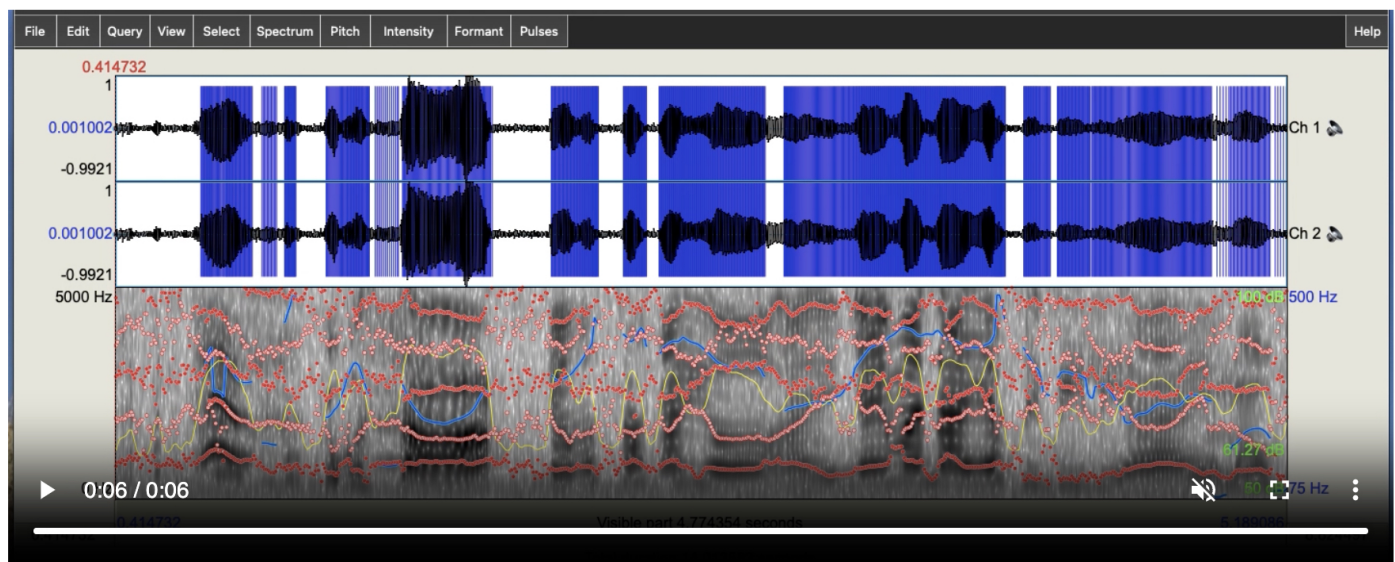 File Edit Query View Select Spectrum Pitch Intensity Formant Pulses Help
0.414732
1
0.001002 Ch 1
-0.9921
1
0.001002 Ch 2
-0.9921
5000 Hz 100 dB 500 Hz
61.27 dB
0:06 / 0:06 50 75 Hz
0.414732 Visible part 4.774354 seconds 5.189086